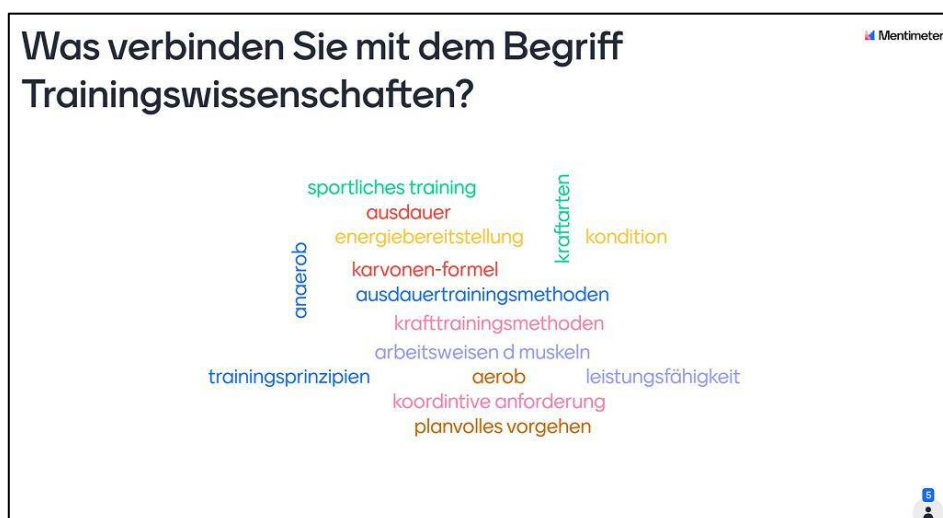 Was verbinden Sie mit dem Begriff
Trainingswissenschaften?
Mentimeter
sportliches training
kraftarten
ausdauer
energiebereitstellung
kondition
anaerob
karvonen-formel
ausdauertrainingsmethoden
krafttrainingsmethoden
arbeitsweisen d muskeln
trainingsprinzipien
aerob
leistungsfähigkeit
koordintive anforderung
planvolles vorgehen
5